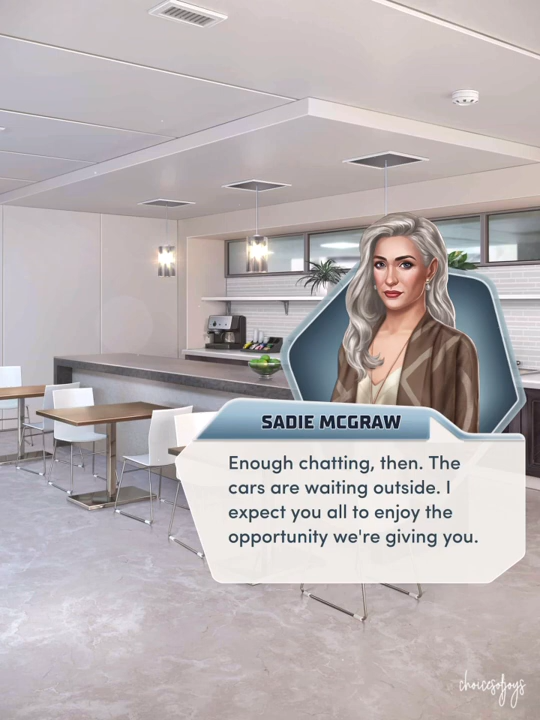 SADIE MCGRAW
Enough chatting, then. The
cars are waiting outside. I
expect you all to enjoy the
opportunity we're giving you.
choicesofjoys